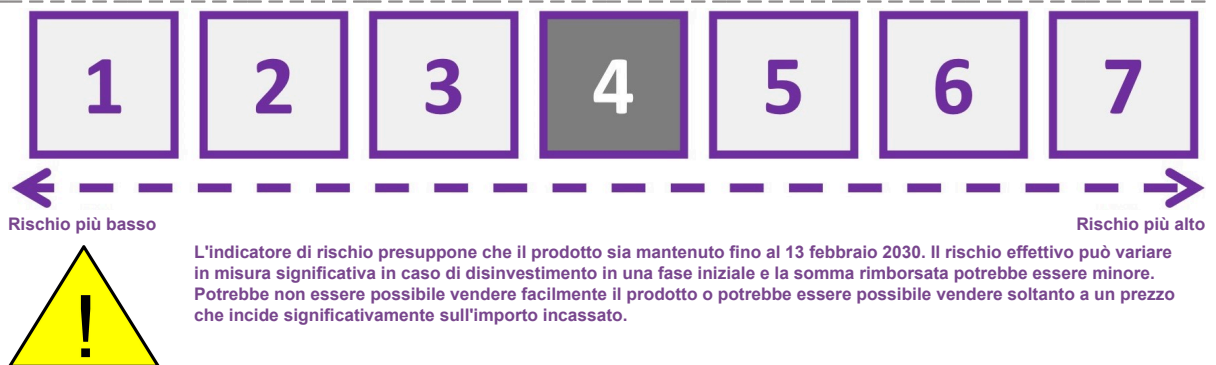 1 2 3 4 5 6 7
Rischio più basso Rischio più alto
L'indicatore di rischio presuppone che il prodotto sia mantenuto fino al 13 febbraio 2030. Il rischio effettivo può variare
in misura significativa in caso di disinvestimento in una fase iniziale e la somma rimborsata potrebbe essere minore.
Potrebbe non essere possibile vendere facilmente il prodotto o potrebbe essere possibile vendere soltanto a un prezzo
che incide significativamente sull'importo incassato.
!